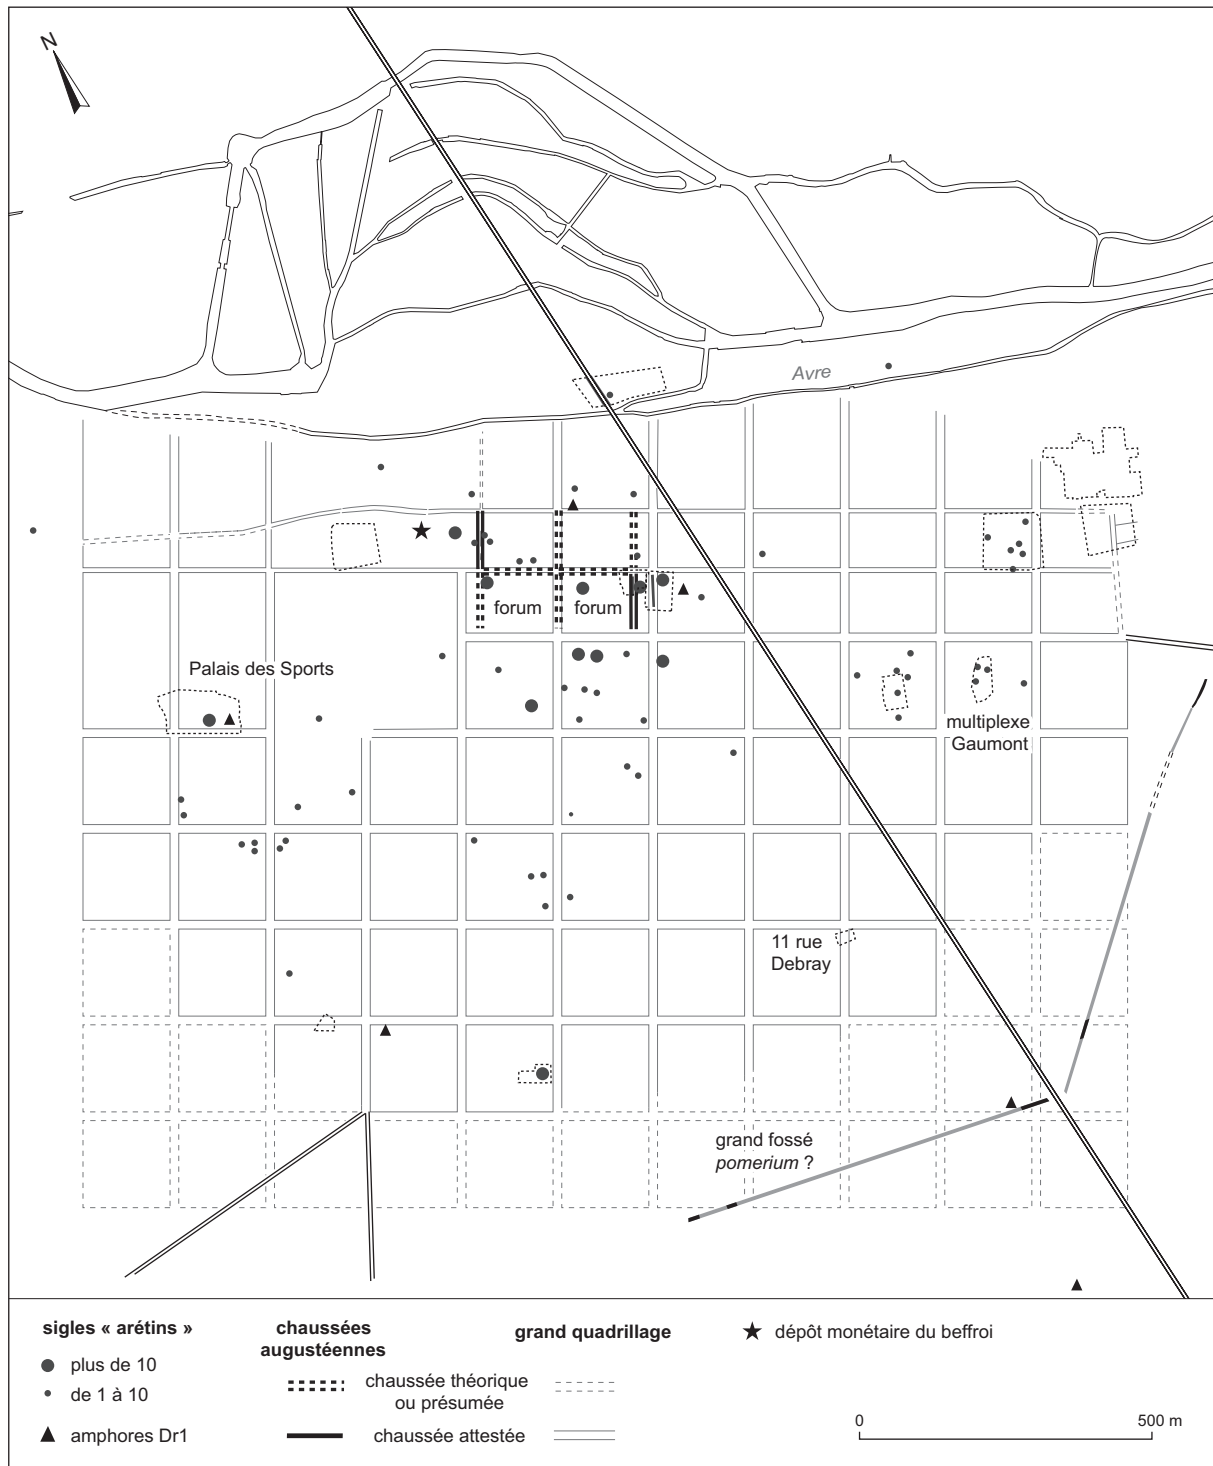 N
Avre
forum
forum
Palais des Sports
multiplexe
Gaumont
11 rue
Debray
grand fossé
pomerium ?
sigles « arétins »
plus de 10
de 1 à 10
amphores Dr1
chaussées
augustéennes
grand quadrillage
chaussée théorique
ou présumée
chaussée attestée
dépôt monétaire du beffroi
0
500 m